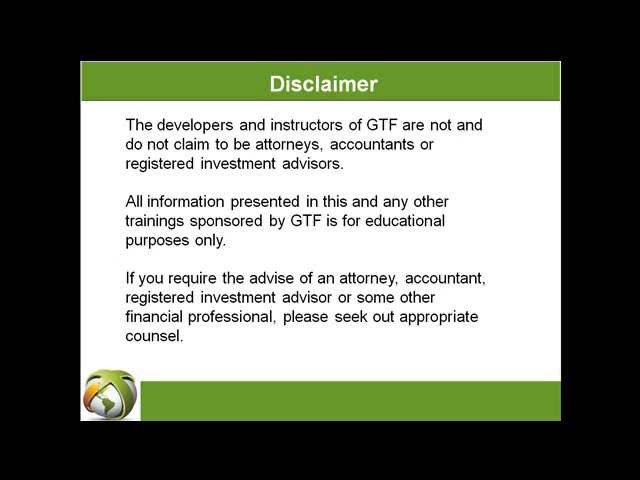 Disclaimer
The developers and instructors of GTF are not and
do not claim to be attorneys, accountants or
registered investment advisors.
All information presented in this and any other
trainings sponsored by GTF is for educational
purposes only.
If you require the advise of an attorney, accountant,
registered investment advisor or some other
financial professional, please seek out appropriate
counsel.